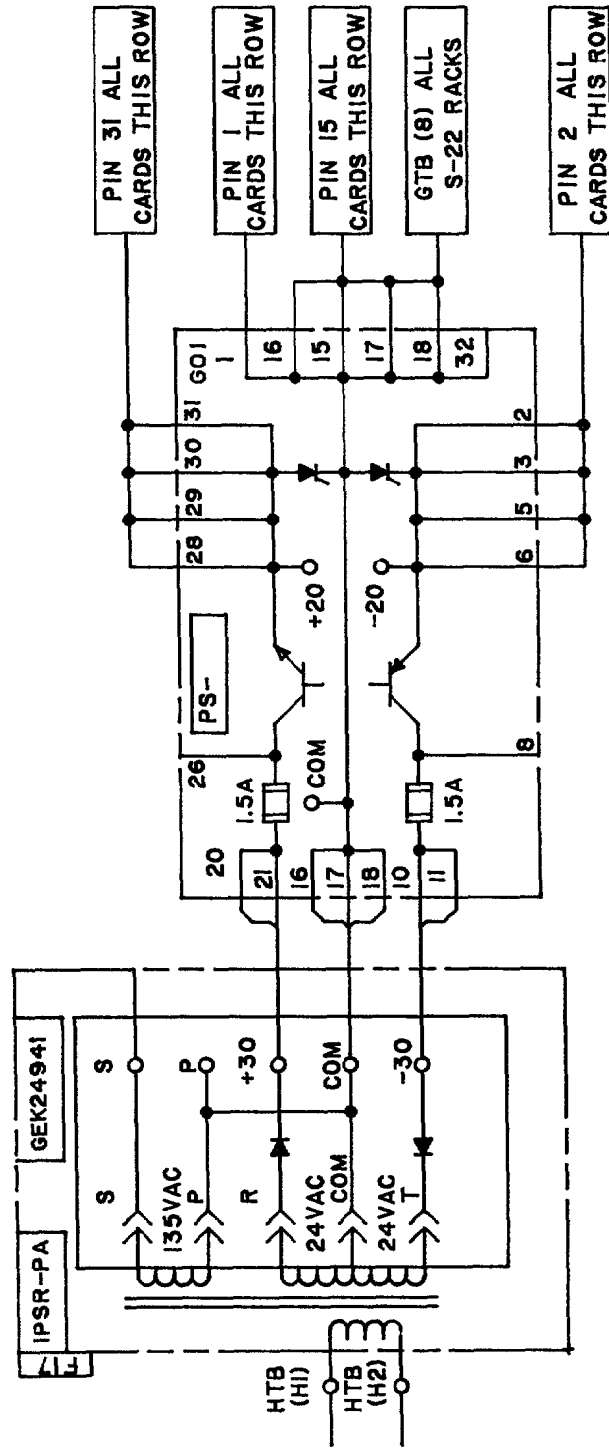 F17
IPSR-PA
GEK24941
HTB
(H1)
HTB
(H2)
S
135VAC
P
R
24VAC
COM
24VAC
T
S
P
+30
COM
-30
20
21
16
17
18
10
11
26
1.5A
COM
1.5A
8
PS-
+20
-20
28
29
30
31
6
5
3
2
G01
1
16
15
17
18
32
PIN 31 ALL
CARDS THIS ROW
PIN 1 ALL
CARDS THIS ROW
PIN 15 ALL
CARDS THIS ROW
GTB (8) ALL
S-22 RACKS
PIN 2 ALL
CARDS THIS ROW